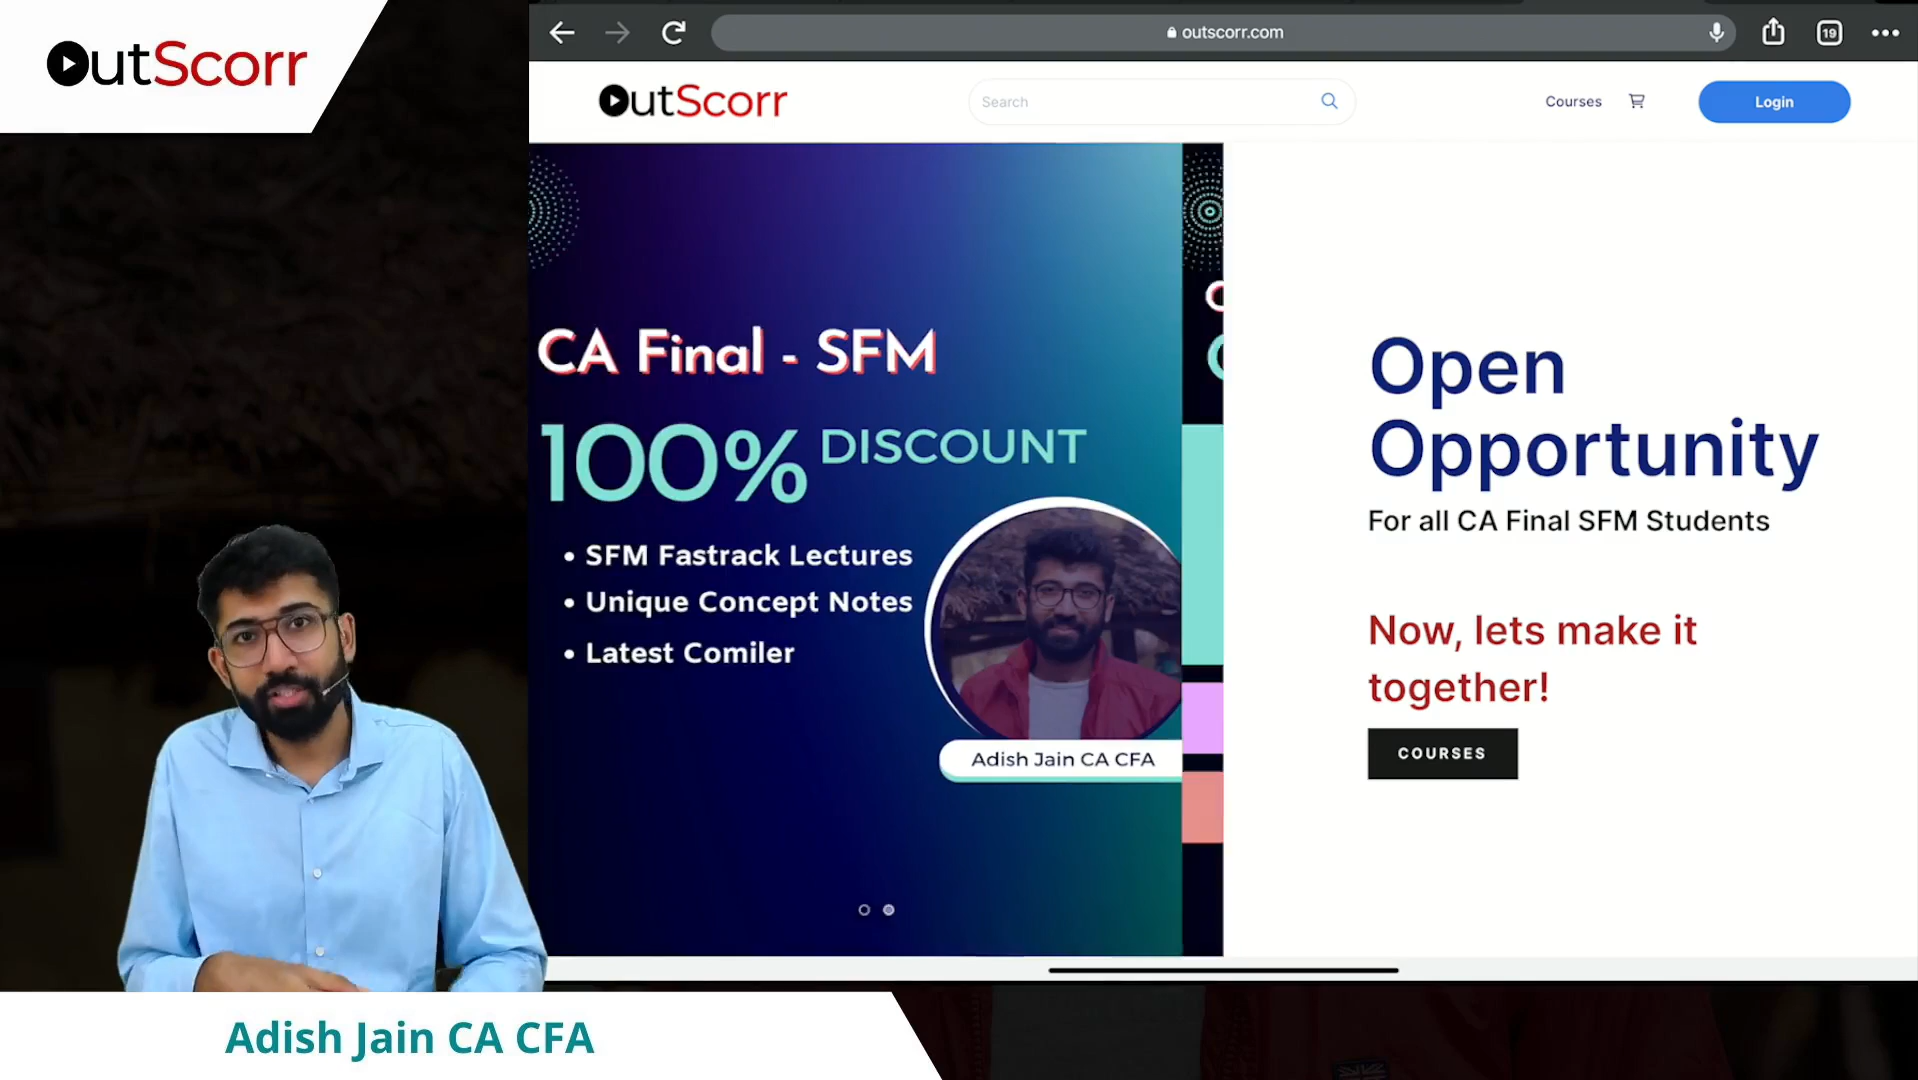 OutScorr
outscorr.com
19
OutScorr
Search
Courses
Login
CA Final - SFM
100% DISCOUNT
• SFM Fastrack Lectures
• Unique Concept Notes
• Latest Comiler
Adish Jain CA CFA
Open
Opportunity
For all CA Final SFM Students
Now, lets make it
together!
COURSES
Adish Jain CA CFA